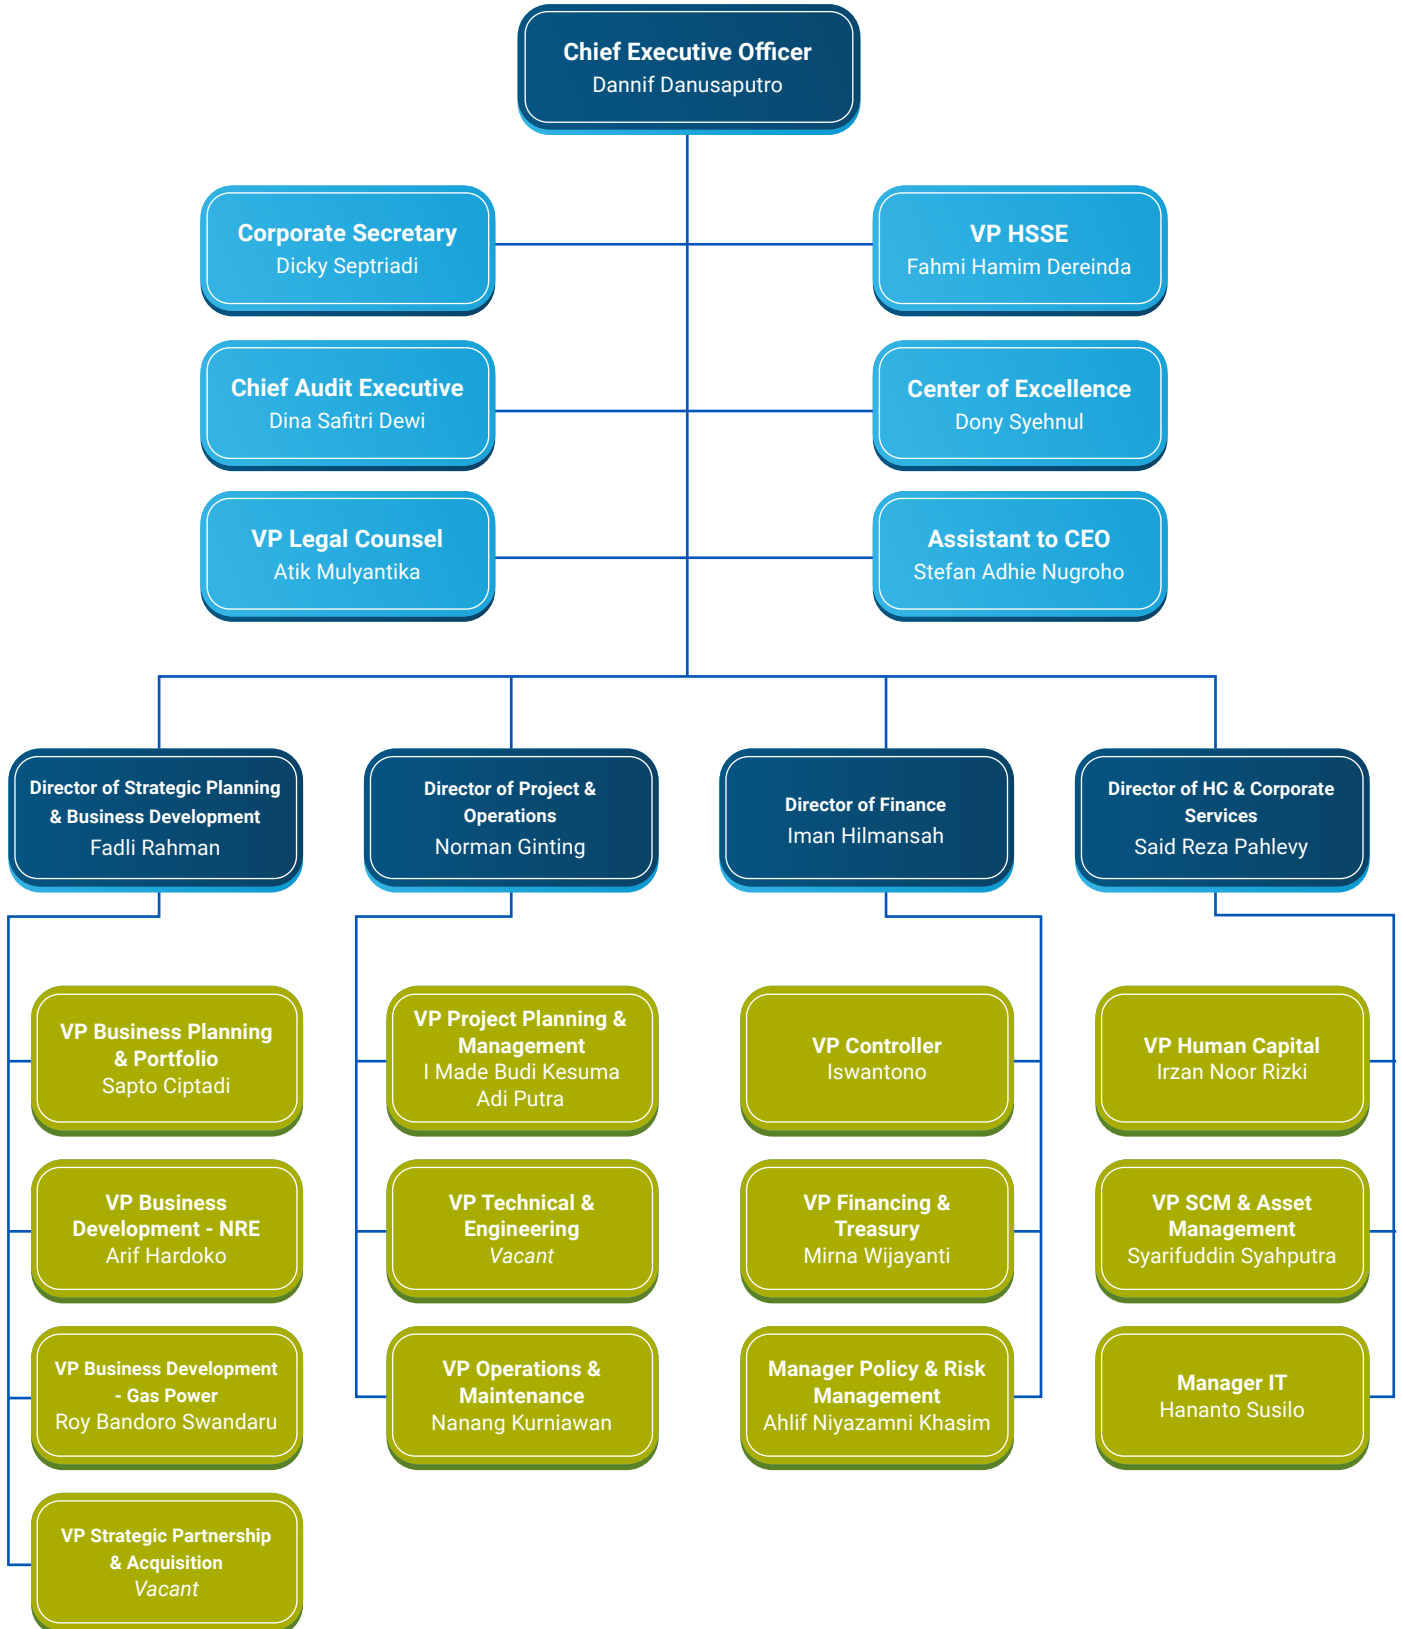 Chief Executive Officer
Dannif Danusaputro
Corporate Secretary
Dicky Septriadi
VP HSSE
Fahmi Hamim Dereinda
Chief Audit Executive
Dina Safitri Dewi
Center of Excellence
Dony Syehnul
VP Legal Counsel
Atik Mulyantika
Assistant to CEO
Stefan Adhie Nugroho
Director of Strategic Planning
& Business Development
Fadli Rahman
Director of Project &
Operations
Norman Ginting
Director of Finance
Iman Hilmansah
Director of HC & Corporate
Services
Said Reza Pahlevy
VP Business Planning
& Portfolio
Sapto Ciptadi
VP Project Planning &
Management
I Made Budi Kesuma
Adi Putra
VP Controller
Iswantono
VP Human Capital
Irzan Noor Rizki
VP Business
Development - NRE
Arif Hardoko
VP Technical &
Engineering
Vacant
VP Financing &
Treasury
Mirna Wijayanti
VP SCM & Asset
Management
Syarifuddin Syahputra
VP Business Development
- Gas Power
Roy Bandoro Swandaru
VP Operations &
Maintenance
Nanang Kurniawan
Manager Policy & Risk
Management
Ahlif Niyazamni Khasim
Manager IT
Hananto Susilo
VP Strategic Partnership
& Acquisition
Vacant